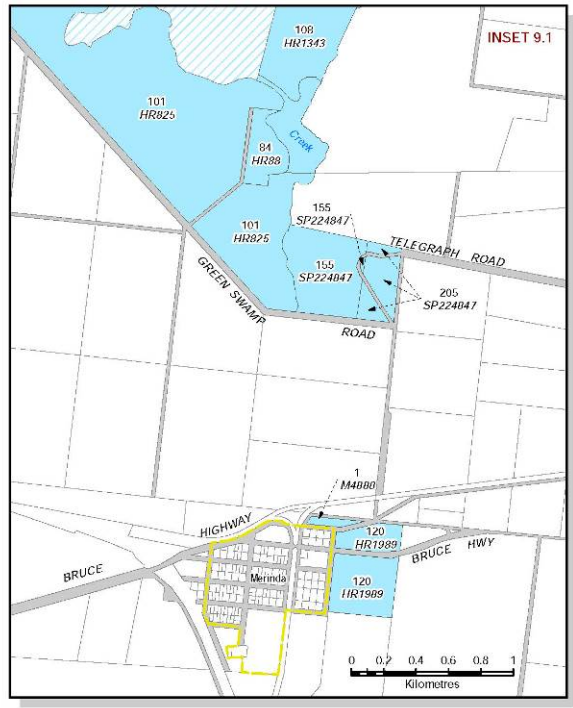 INSET 9.1
108
HR1343
101
HR825
Creek
84
HR88
155
SP224847
101
HR825
TELEGRAPH ROAD
155
SP224847
GREEN SWAMP
205
SP224847
ROAD
1
M4888
HIGHWAY
120
HR1989
BRUCE HWY
BRUCE
Merinda
120
HR1989
0 0.2 0.4 0.6 0.8 1
Kilometres